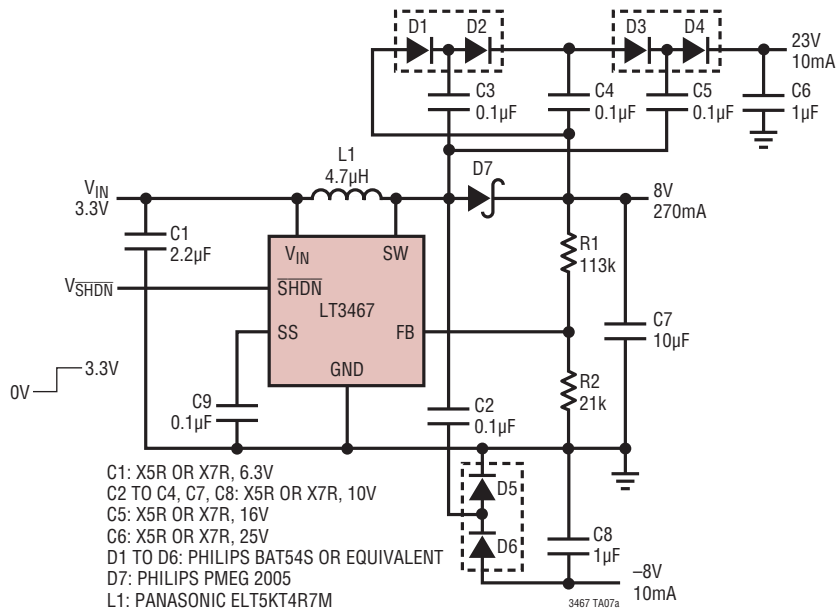 D1
D2
D3
D4
23V
10mA
C3
0.1µF
C4
0.1µF
C5
0.1µF
C6
1µF
L1
4.7µH
D7
VIN
3.3V
8V
270mA
C1
2.2µF
VIN
SW
R1
113k
VSHDN
SHDN
LT3467
SS
FB
C7
10µF
GND
3.3V
0V
R2
21k
C9
0.1µF
C2
0.1µF
C1: X5R OR X7R, 6.3V
C2 TO C4, C7, C8: X5R OR X7R, 10V
C5: X5R OR X7R, 16V
C6: X5R OR X7R, 25V
D1 TO D6: PHILIPS BAT54S OR EQUIVALENT
D7: PHILIPS PMEG 2005
L1: PANASONIC ELT5KT4R7M
D5
D6
C8
1µF
–8V
10mA
3467 TA07a